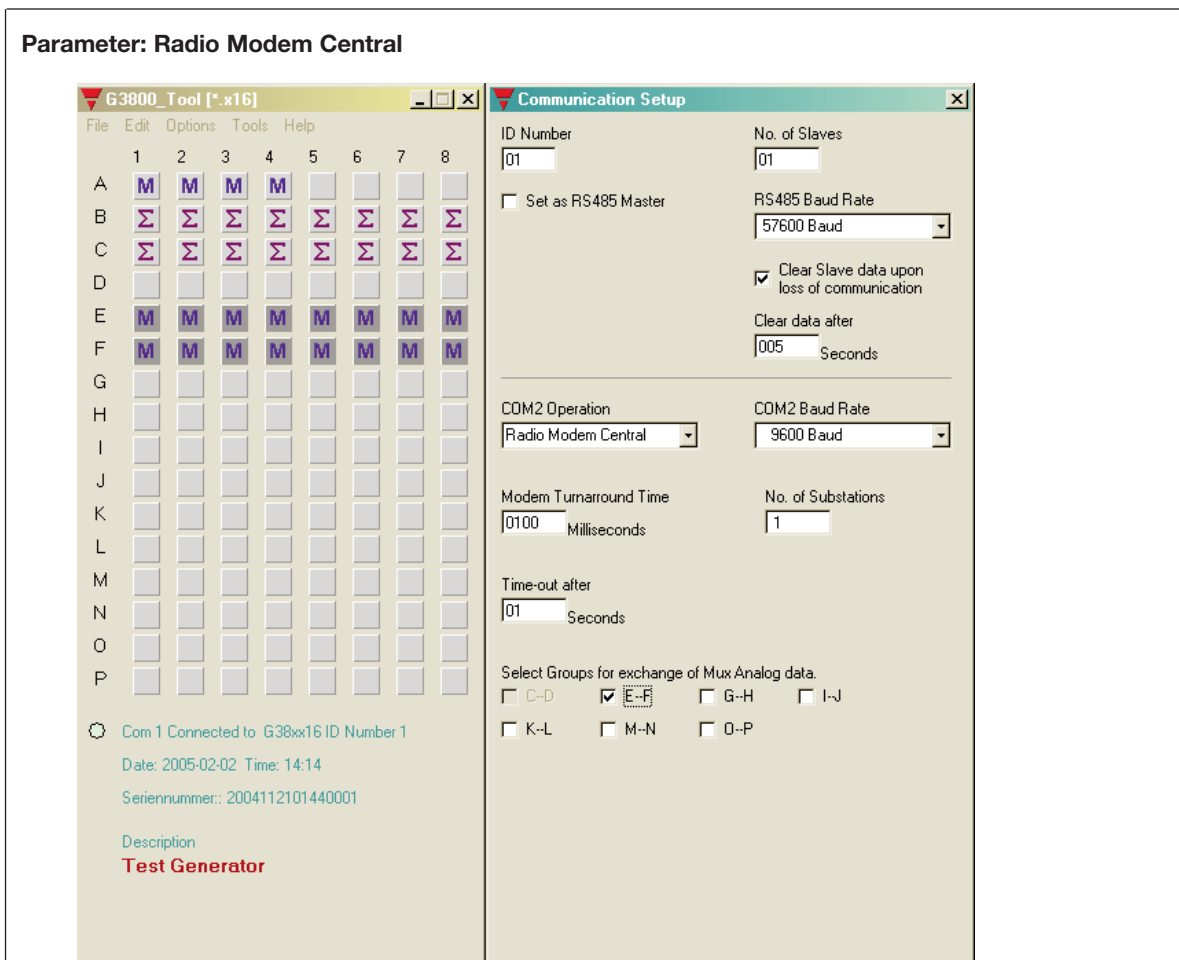 Parameter: Radio Modem Central
G3800_Tool [*.x16]
File Edit Options Tools Help
1 2 3 4 5 6 7 8
A M M M M
B Σ Σ Σ Σ Σ Σ Σ Σ
C Σ Σ Σ Σ Σ Σ Σ Σ
D
E M M M M M M M M
F M M M M M M M M
G
H
I
J
K
L
M
N
O
P
Com 1 Connected to G38xx16 ID Number 1
Date: 2005-02-02 Time: 14:14
Seriennummer:: 2004112101440001
Description
Test Generator
Communication Setup
ID Number No. of Slaves
01 01
Set as RS485 Master RS485 Baud Rate
57600 Baud
Clear Slave data upon
loss of communication
Clear data after
005 Seconds
COM2 Operation COM2 Baud Rate
Radio Modem Central 9600 Baud
Modem Turnarround Time No. of Substations
0100 Milliseconds 1
Time-out after
01 Seconds
Select Groups for exchange of Mux Analog data.
C--D E--F G--H I--J
K--L M--N O--P